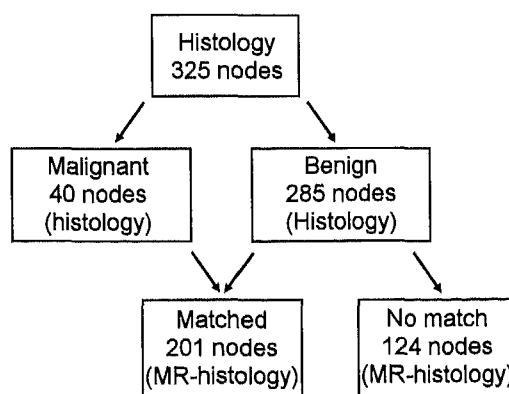 Histology
325 nodes
Malignant
40 nodes
(histology)
Benign
285 nodes
(Histology)
Matched
201 nodes
(MR-histology)
No match
124 nodes
(MR-histology)